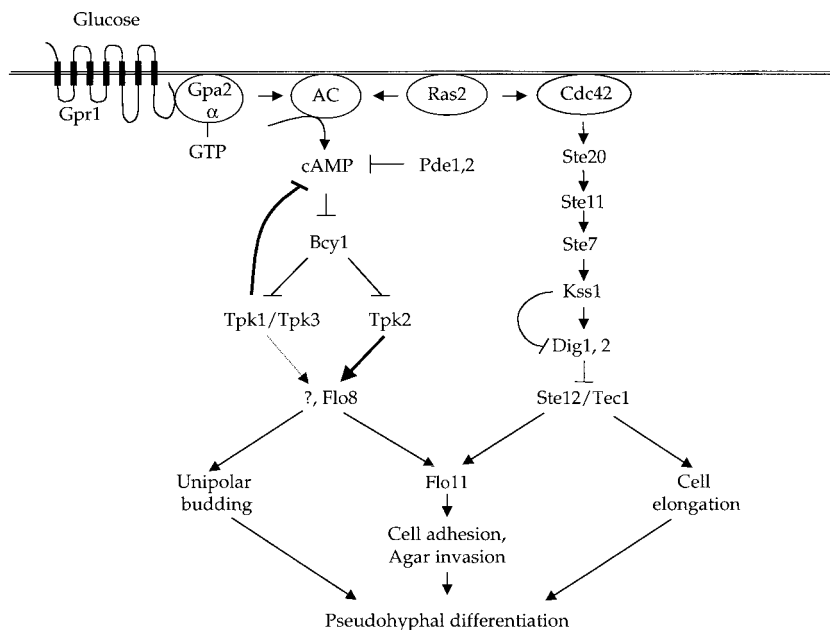 Glucose
Gpr1
Gpa2
α
GTP
AC
Ras2
Cdc42
cAMP
Pde1,2
Ste20
Ste11
Bcy1
Ste7
Kss1
Tpk1/Tpk3
Tpk2
Dig1, 2
?, Flo8
Ste12/Tec1
Unipolar
budding
Flo11
Cell
elongation
Cell adhesion,
Agar invasion
Pseudohyphal differentiation